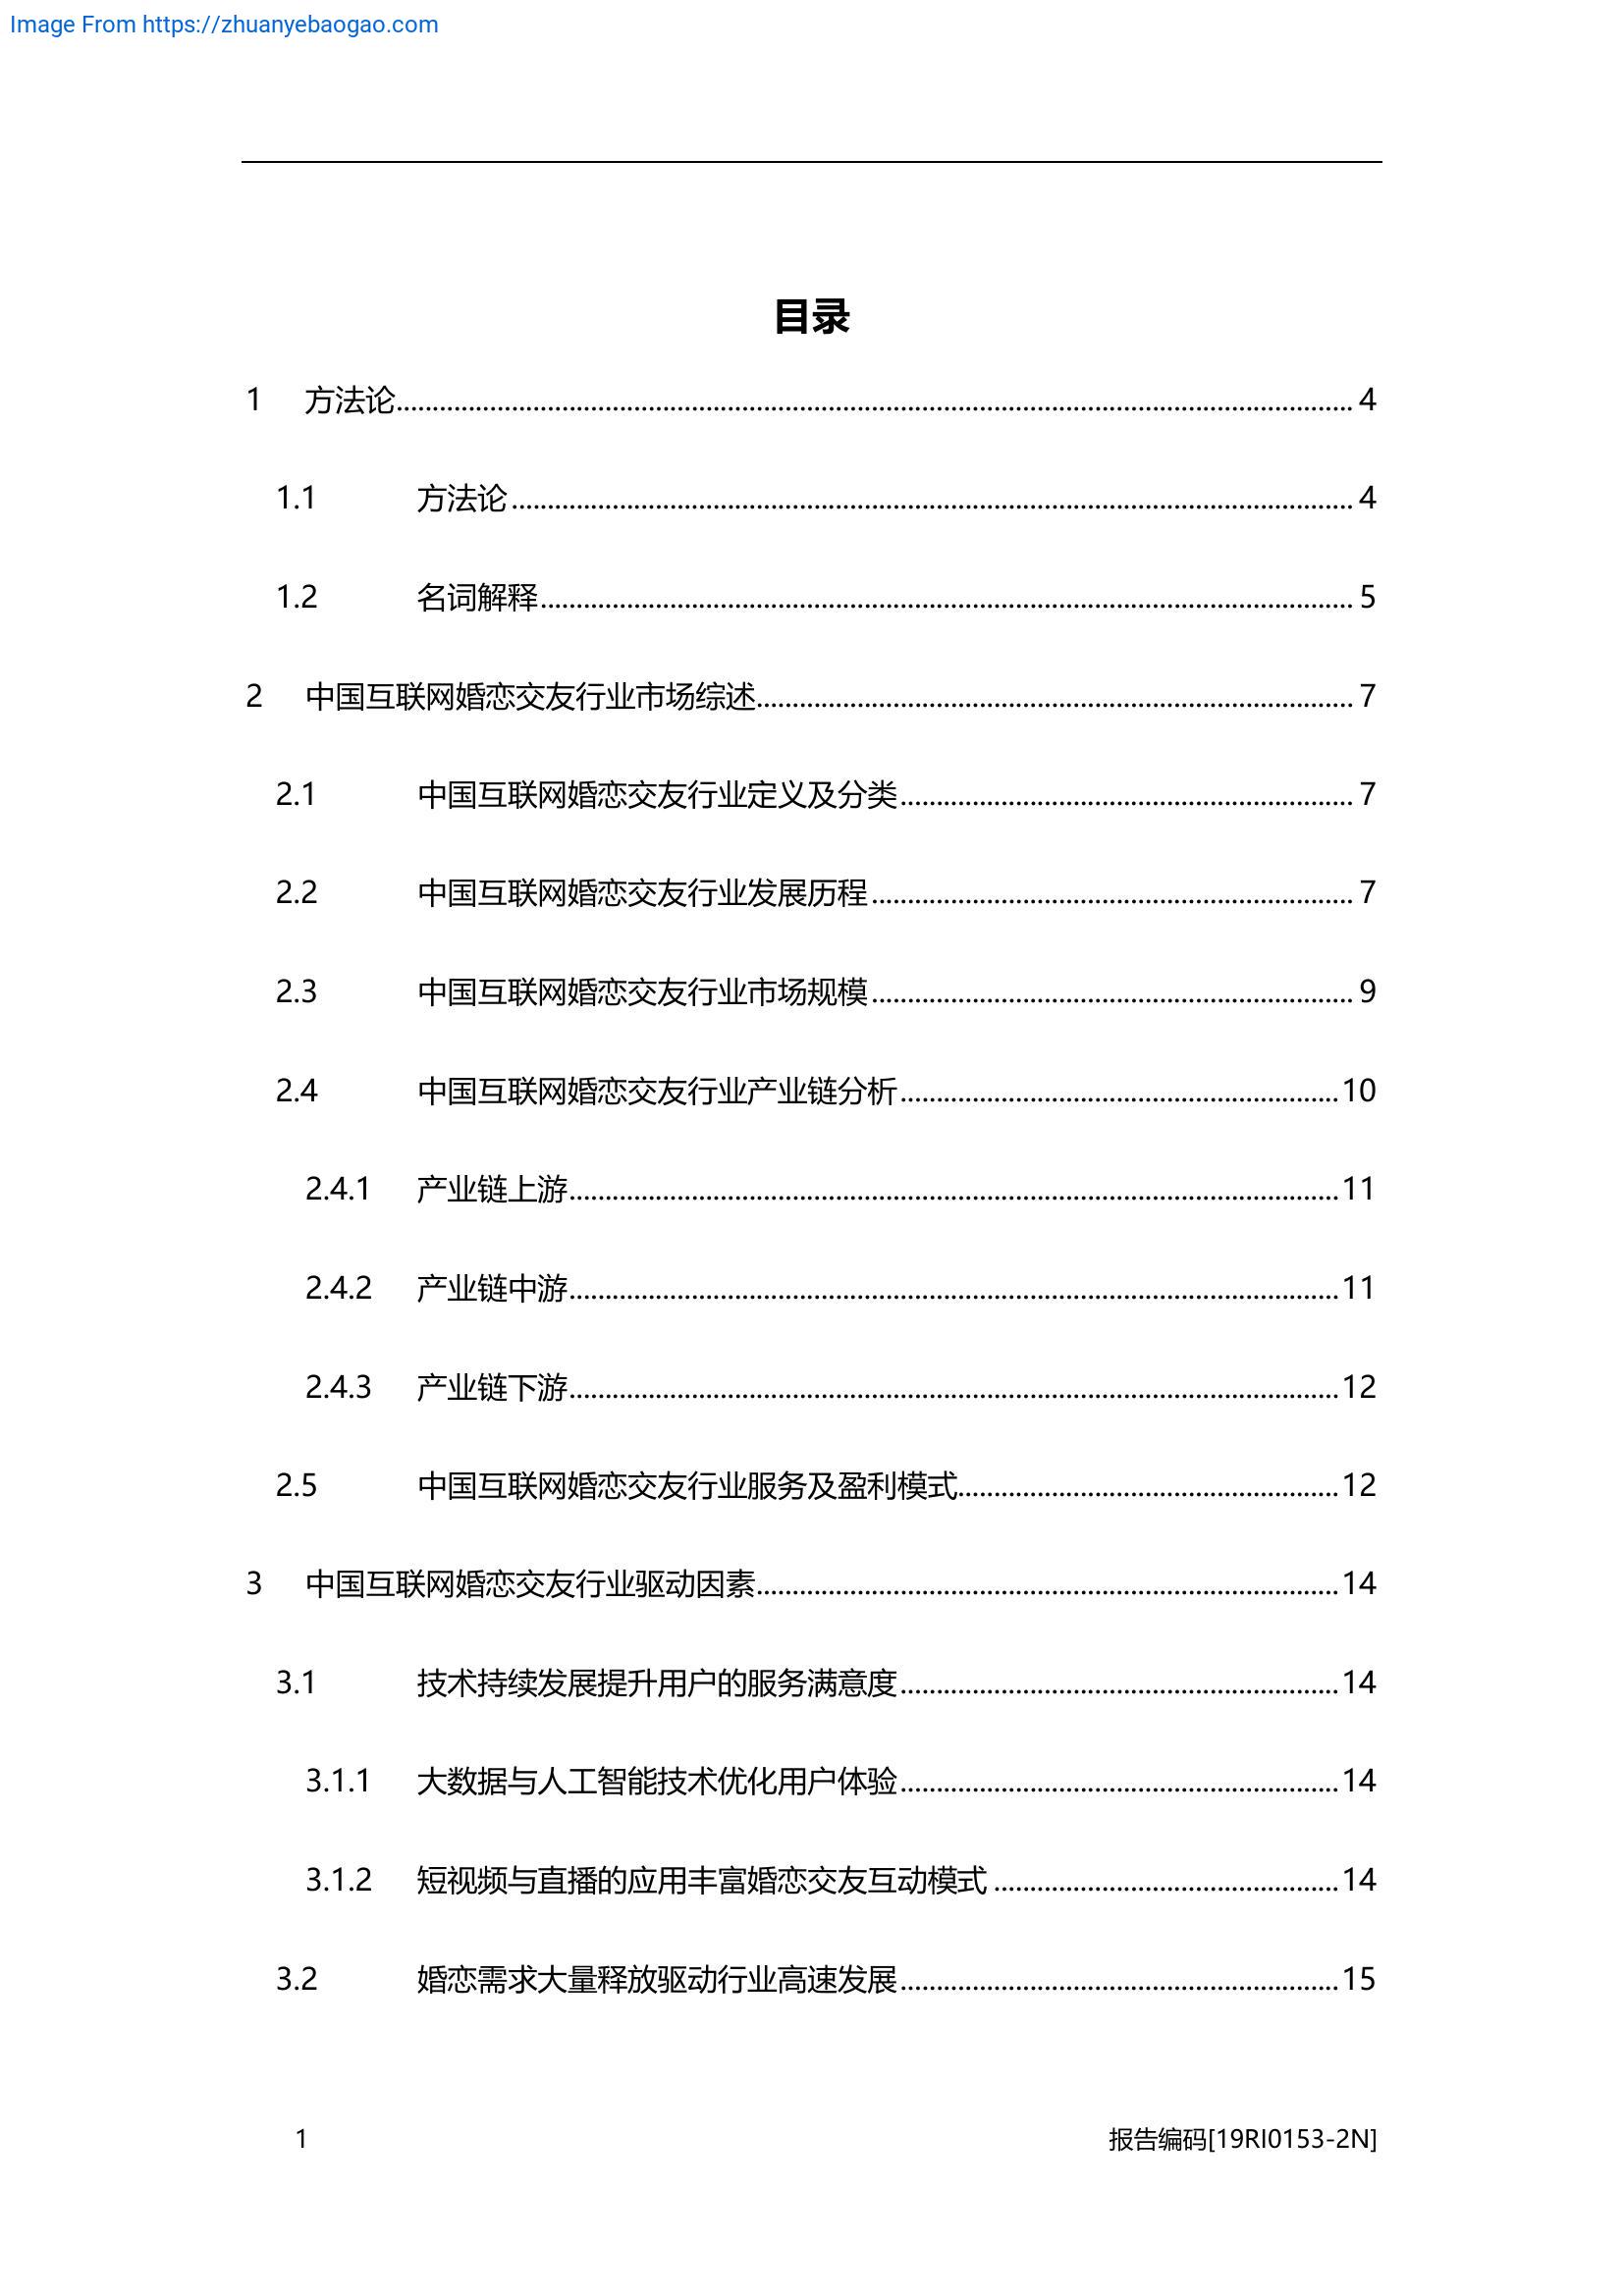 Image From https://zhuanyebaogao.com
目录
1 方法论 4
1.1 方法论 4
1.2 名词解释 5
2 中国互联网婚恋交友行业市场综述 7
2.1 中国互联网婚恋交友行业定义及分类 7
2.2 中国互联网婚恋交友行业发展历程 7
2.3 中国互联网婚恋交友行业市场规模 9
2.4 中国互联网婚恋交友行业产业链分析 10
2.4.1 产业链上游 11
2.4.2 产业链中游 11
2.4.3 产业链下游 12
2.5 中国互联网婚恋交友行业服务及盈利模式 12
3 中国互联网婚恋交友行业驱动因素 14
3.1 技术持续发展提升用户的服务满意度 14
3.1.1 大数据与人工智能技术优化用户体验 14
3.1.2 短视频与直播的应用丰富婚恋交友互动模式 14
3.2 婚恋需求大量释放驱动行业高速发展 15
1 报告编码[19RI0153-2N]